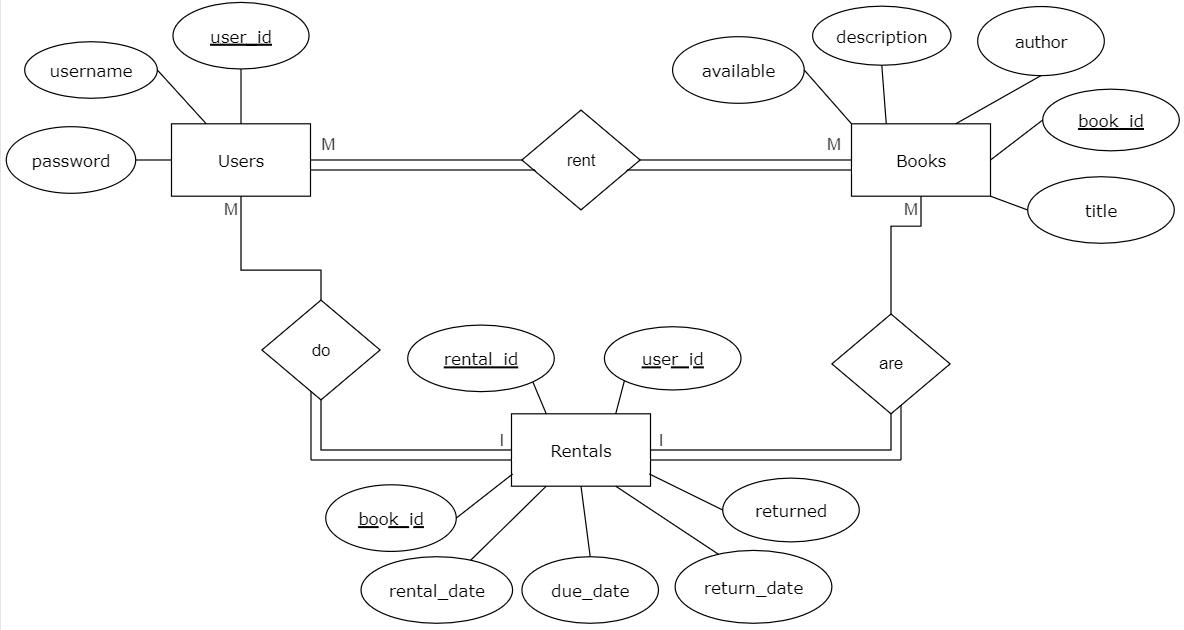 user_id
description
author
username
available
book_id
M
M
password
Users
rent
Books
M
M
title
do
rental_id
user_id
are
I
I
Rentals
book_id
returned
rental_date
due_date
return_date